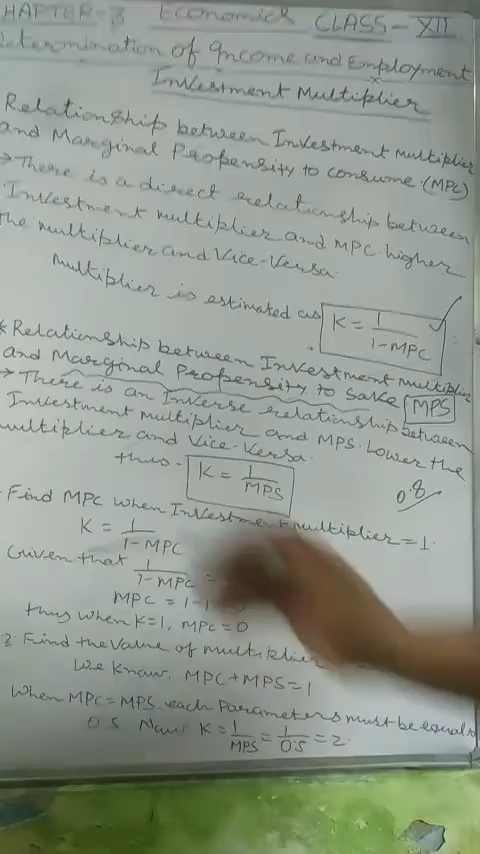 HAPTER-3 Economics CLASS-XII
etermination of Income and Employment
Investment Multiplier
Relationship between Investment multiplier
and Marginal Propensity to consume (MPC)
→ There is a direct relationship between
Investment multiplier and MPC. higher
the multiplier and Vice-Versa.
multiplier is estimated as K = 1/1-MPC
* Relationship between Investment Multiplier
and Marginal Propensity to Sake MPS
→ There is an Inverse relationship between
Investment multiplier and MPS. Lower the
multiplier and Vice-Versa.
thus. K = 1/MPS
0.8
Find MPC when Investment multiplier = 1.
K = 1/1-MPC
Given that 1/1-MPC =
MPC = 1-1
thus when K=1, MPC=0
2 Find the value of multiplier
We know. MPC+MPS=1
When MPC=MPS. each Parameters must be equal to
0.5 Now K = 1/MPS = 1/0.5 = 2.